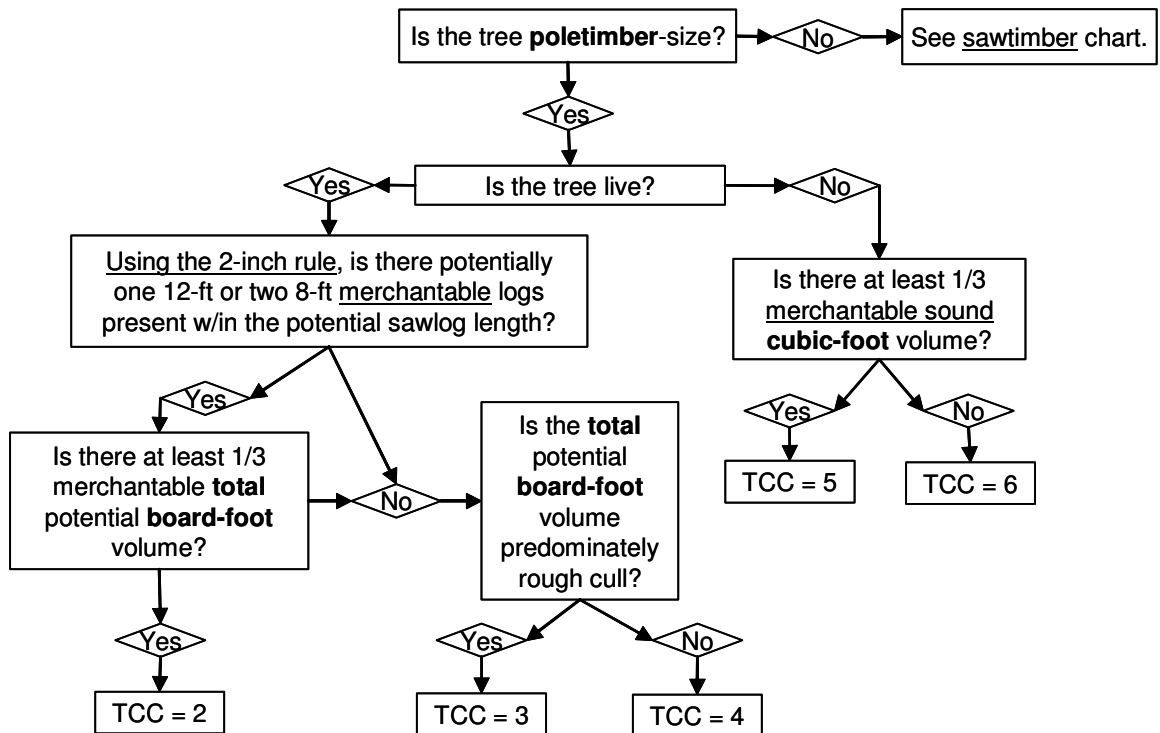 Is the tree poletimber-size?
No
See sawtimber chart.
Yes
Is the tree live?
Yes
No
Using the 2-inch rule, is there potentially
one 12-ft or two 8-ft merchantable logs
present w/in the potential sawlog length?
Is there at least 1/3
merchantable sound
cubic-foot volume?
Yes
No
TCC = 5
TCC = 6
Yes
Is there at least 1/3
merchantable total
potential board-foot
volume?
No
Is the total
potential
board-foot
volume
predominately
rough cull?
Yes
TCC = 2
Yes
No
TCC = 3
TCC = 4